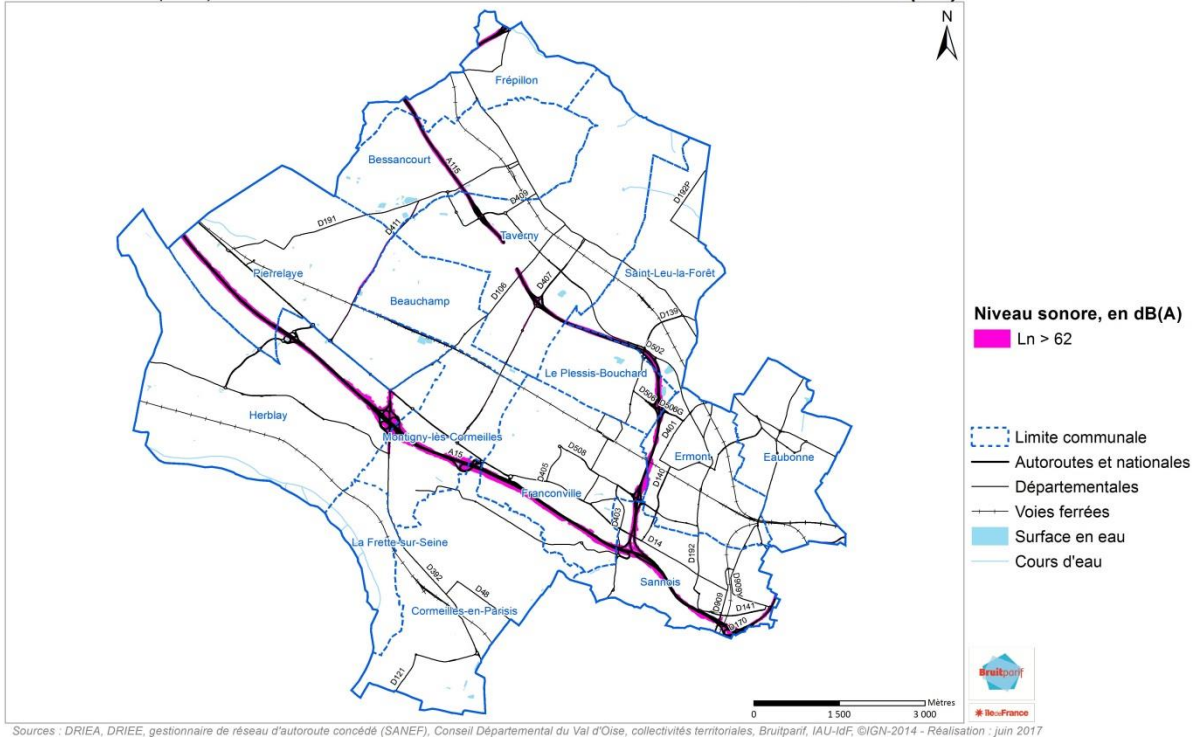 N
Frépillon
Bessancourt
A115
D192P
D409
D191
D411
Taverny
Pierrelaye
Saint-Leu-la-Forêt
D407
D106
Beauchamp
D139
D502
Le Plessis-Bouchard
D506
D506G
Herblay
D401
Montigny-lès-Cormeilles
Ermont
Eaubonne
A15
D508
D405
D140
Franconville
D403
D14
La Frette-sur-Seine
D192
D392
Sannois
D909
D48
Cormeilles-en-Parisis
D141
D170
D121
Niveau sonore, en dB(A)
Ln > 62
Limite communale
Autoroutes et nationales
Départementales
Voies ferrées
Surface en eau
Cours d'eau
Mètres
0 1 500 3 000
Bruitparif
îledeFrance
Sources : DRIEA, DRIEE, gestionnaire de réseau d'autoroute concédé (SANEF), Conseil Départemental du Val d'Oise, collectivités territoriales, Bruitparif, IAU-IdF, ©IGN-2014 - Réalisation : juin 2017